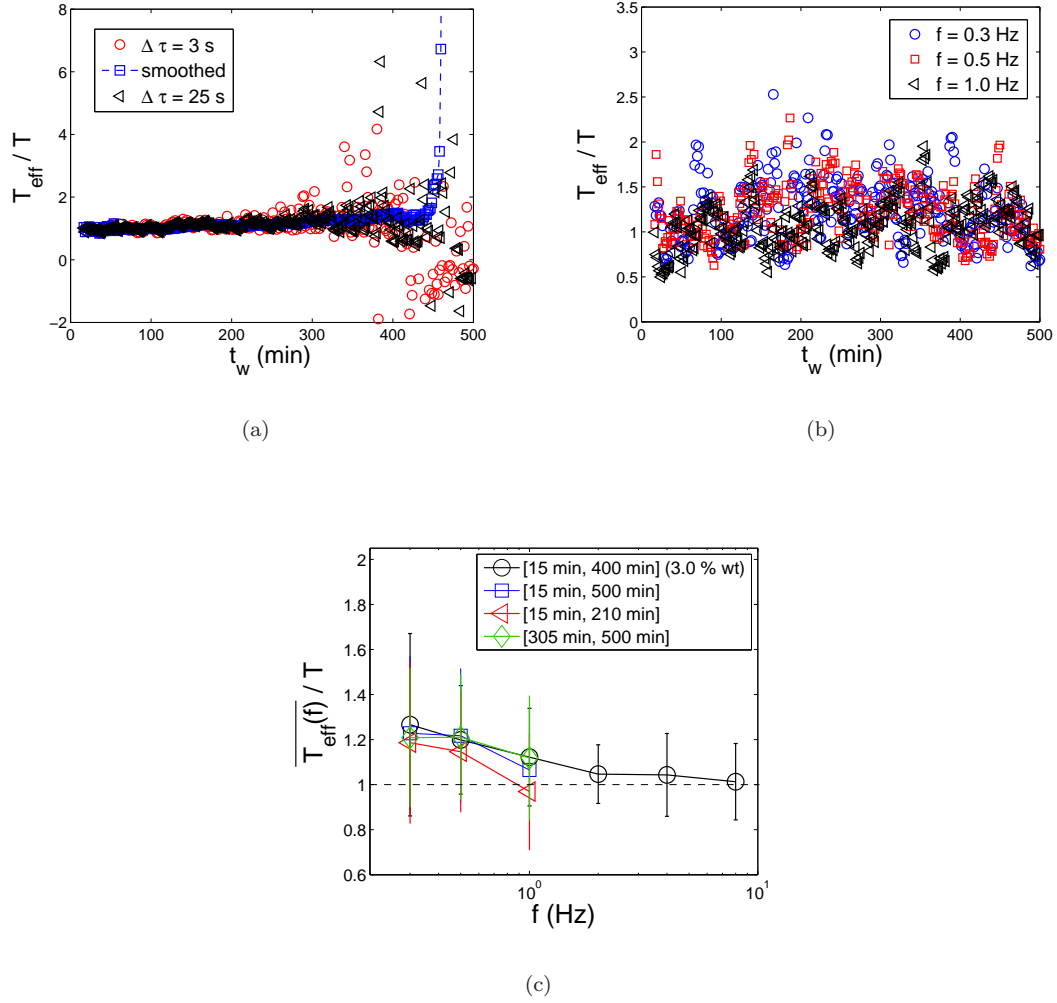 8
6
4
2
0
−2
T_eff / T
Δ τ = 3 s
smoothed
Δ τ = 25 s
0 100 200 300 400 500
t_w (min)
(a)
3.5
3
2.5
2
1.5
1
0.5
0
T_eff / T
f = 0.3 Hz
f = 0.5 Hz
f = 1.0 Hz
0 100 200 300 400 500
t_w (min)
(b)
2
1.8
1.6
1.4
1.2
1
0.8
0.6
T_eff(f) / T
[15 min, 400 min] (3.0 % wt)
[15 min, 500 min]
[15 min, 210 min]
[305 min, 500 min]
10^0 10^1
f (Hz)
(c)